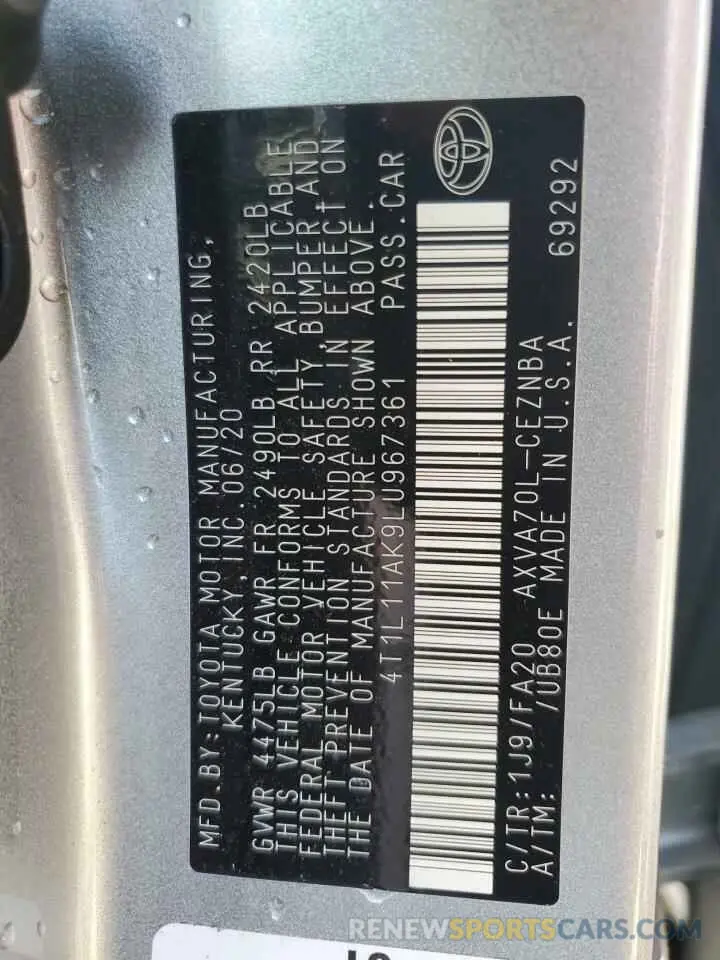 MFD.BY:TOYOTA MOTOR MANUFACTURING,
KENTUCKY,INC.06/20
GVWR 4475LB GAWR FR 2490LB RR 2420LB
THIS VEHICLE CONFORMS TO ALL APPLICABLE
FEDERAL MOTOR VEHICLE SAFETY,BUMPER,AND
THEFT PREVENTION STANDARDS IN EFFECT ON
THE DATE OF MANUFACTURE SHOWN ABOVE.
4T1L11AK9LU967361 PASS.CAR
C/TR:1J9/FA20 AXVA70L-CEZNBA
A/TM: /UB80E MADE IN U.S.A. 69292
RENEWSPORTSCARS.COM